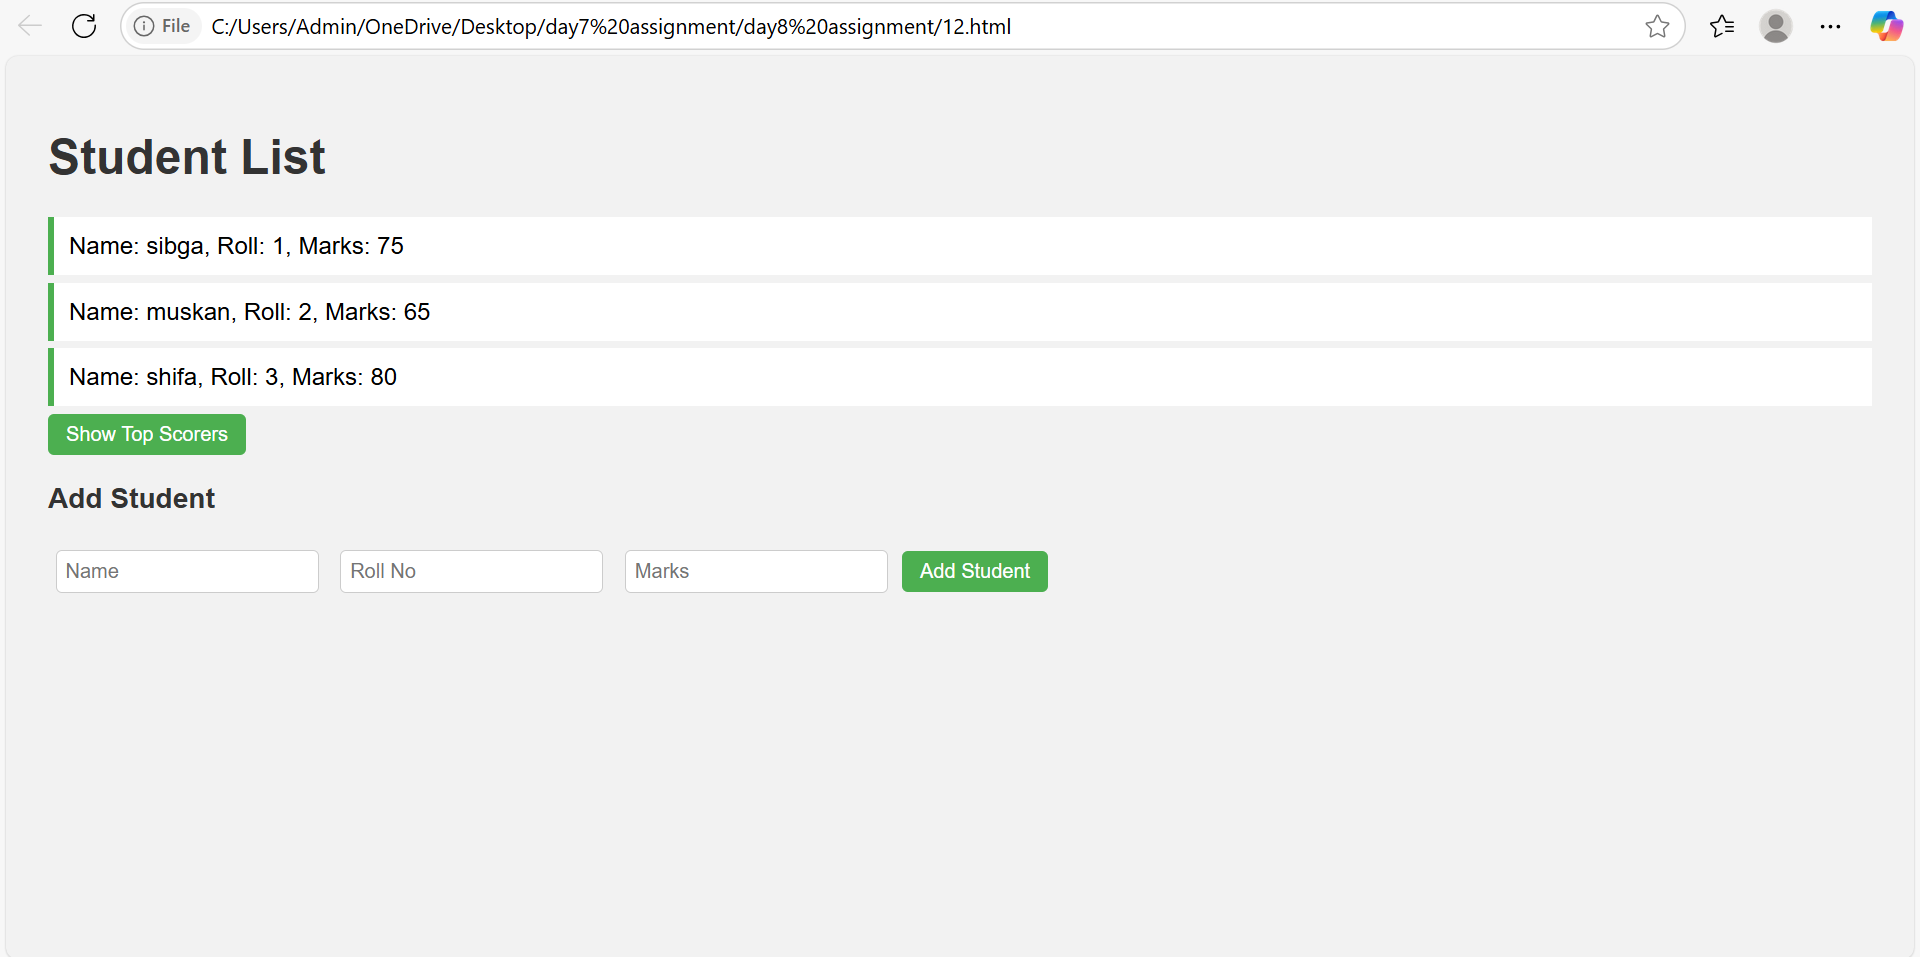 File C:/Users/Admin/OneDrive/Desktop/day7%20assignment/day8%20assignment/12.html
Student List
Name: sibga, Roll: 1, Marks: 75
Name: muskan, Roll: 2, Marks: 65
Name: shifa, Roll: 3, Marks: 80
Show Top Scorers
Add Student
Name Roll No Marks Add Student